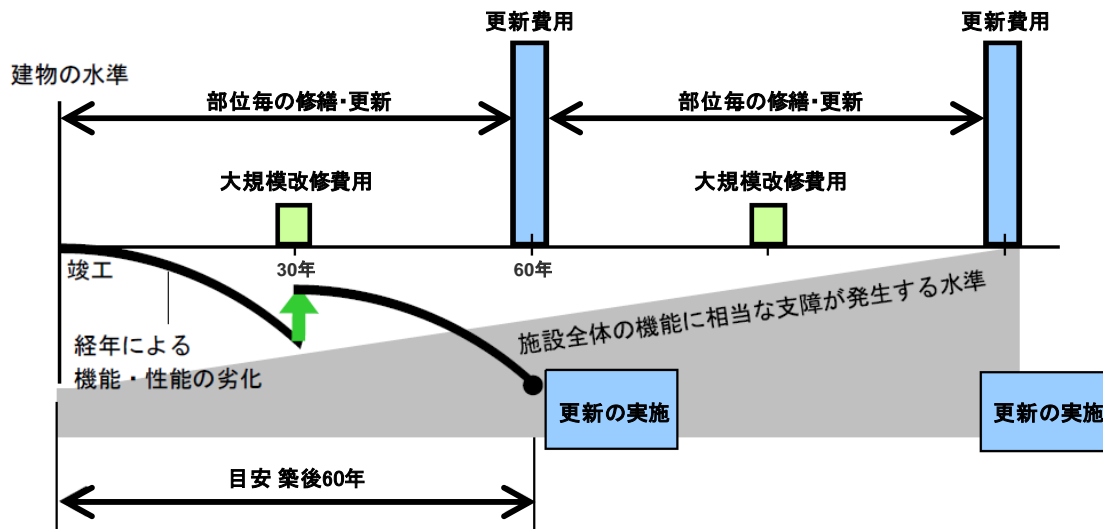 更新費用
更新費用
建物の水準
部位毎の修繕・更新
部位毎の修繕・更新
大規模改修費用
大規模改修費用
竣工
30年
60年
経年による
機能・性能の劣化
施設全体の機能に相当な支障が発生する水準
更新の実施
更新の実施
目安 築後60年